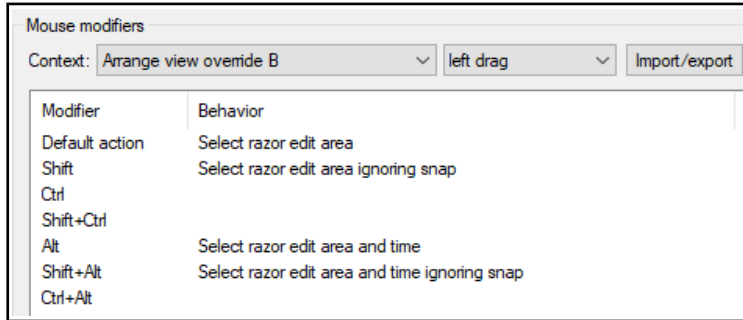 Mouse modifiers
Context: Arrange view override B left drag Import/export
Modifier Behavior
Default action Select razor edit area
Shift Select razor edit area ignoring snap
Ctrl
Shift+Ctrl
Alt Select razor edit area and time
Shift+Alt Select razor edit area and time ignoring snap
Ctrl+Alt